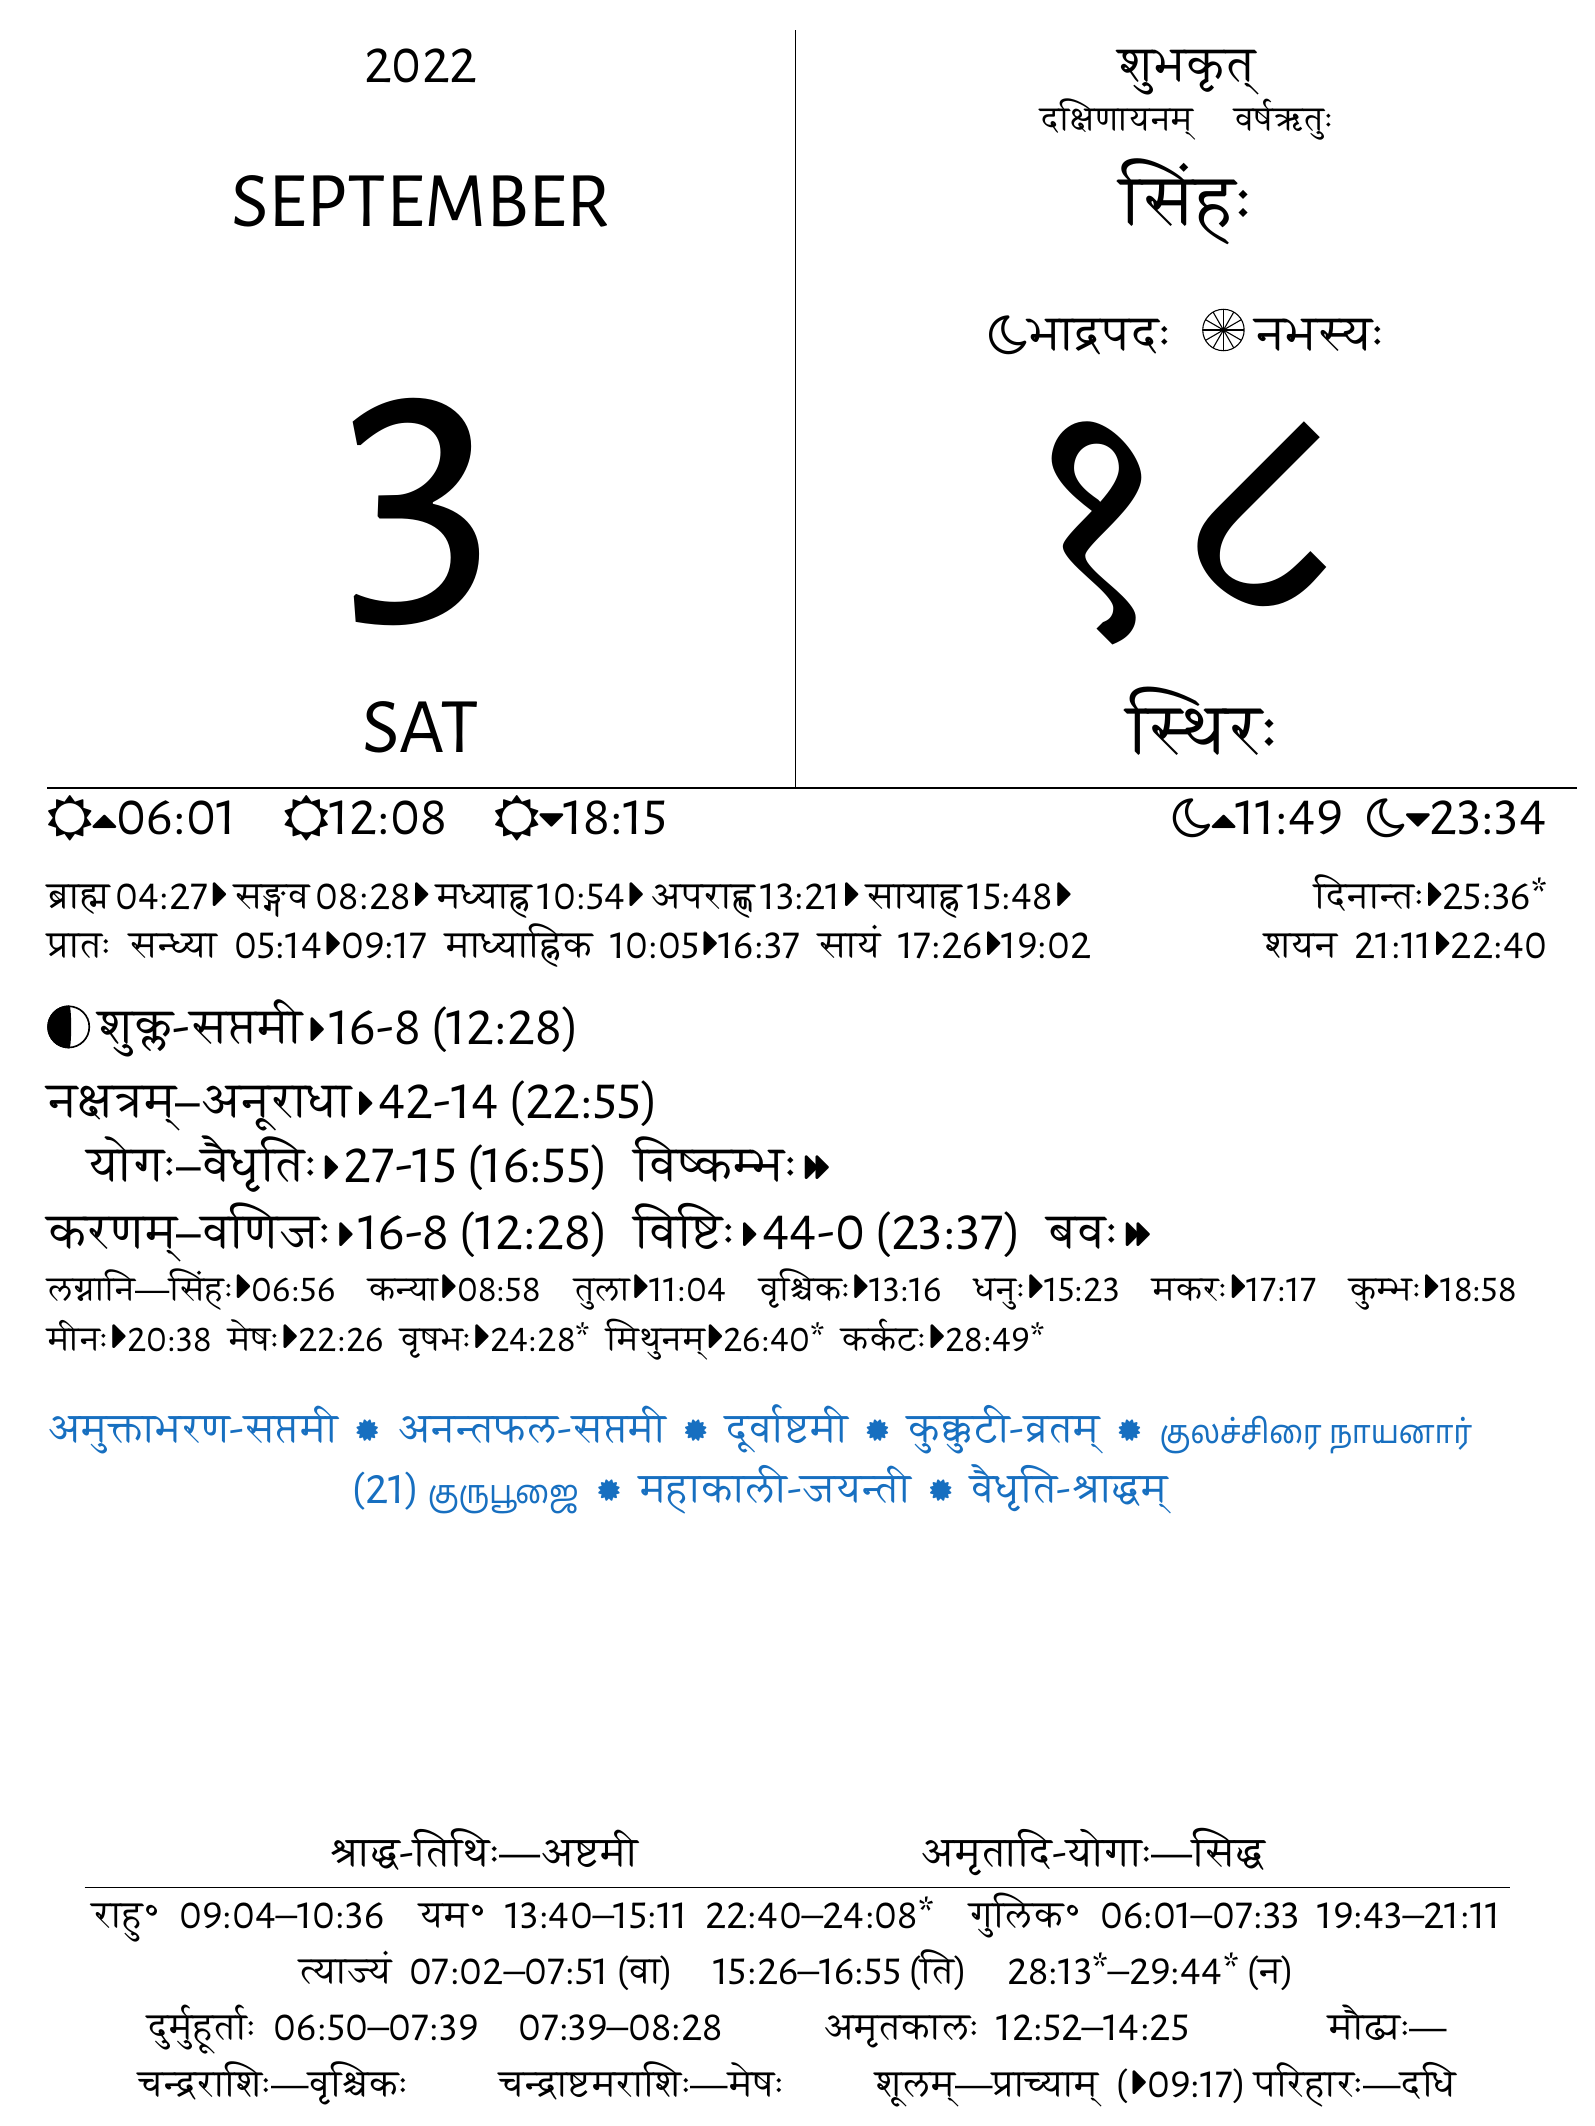 2022
SEPTEMBER
3
SAT
शुभकृत्
दक्षिणायनम् वर्षऋतुः
सिंहः
भाद्रपदः नभस्यः
१८
स्थिरः
06:01 12:08 18:15 11:49 23:34
ब्राह्म 04:27 सङ्गव 08:28 मध्याह्न 10:54 अपराह्ण 13:21 सायाह्न 15:48 दिनान्तः 25:36*
प्रातः सन्ध्या 05:14 09:17 माध्याह्निक 10:05 16:37 सायं 17:26 19:02 शयन 21:11 22:40
शुक्ल-सप्तमी 16-8 (12:28)
नक्षत्रम्–अनूराधा 42-14 (22:55)
योगः–वैधृतिः 27-15 (16:55) विष्कम्भः
करणम्–वणिजः 16-8 (12:28) विष्टिः 44-0 (23:37) बवः
लग्नानि—सिंहः 06:56 कन्या 08:58 तुला 11:04 वृश्चिकः 13:16 धनुः 15:23 मकरः 17:17 कुम्भः 18:58
मीनः 20:38 मेषः 22:26 वृषभः 24:28* मिथुनम् 26:40* कर्कटः 28:49*
अमुक्ताभरण-सप्तमी ✹ अनन्तफल-सप्तमी ✹ दूर्वाष्टमी ✹ कुक्कुटी-व्रतम् ✹ குலச்சிரை நாயனார்
(21) குருபூஜை ✹ महाकाली-जयन्ती ✹ वैधृति-श्राद्धम्
श्राद्ध-तिथिः—अष्टमी अमृतादि-योगाः—सिद्ध
राहु॰ 09:04–10:36 यम॰ 13:40–15:11 22:40–24:08* गुलिक॰ 06:01–07:33 19:43–21:11
त्याज्यं 07:02–07:51 (वा) 15:26–16:55 (ति) 28:13*–29:44* (न)
दुर्मुहूर्ताः 06:50–07:39 07:39–08:28 अमृतकालः 12:52–14:25 मौढ्यः—
चन्द्रराशिः—वृश्चिकः चन्द्राष्टमराशिः—मेषः शूलम्—प्राच्याम् (09:17) परिहारः—दधि